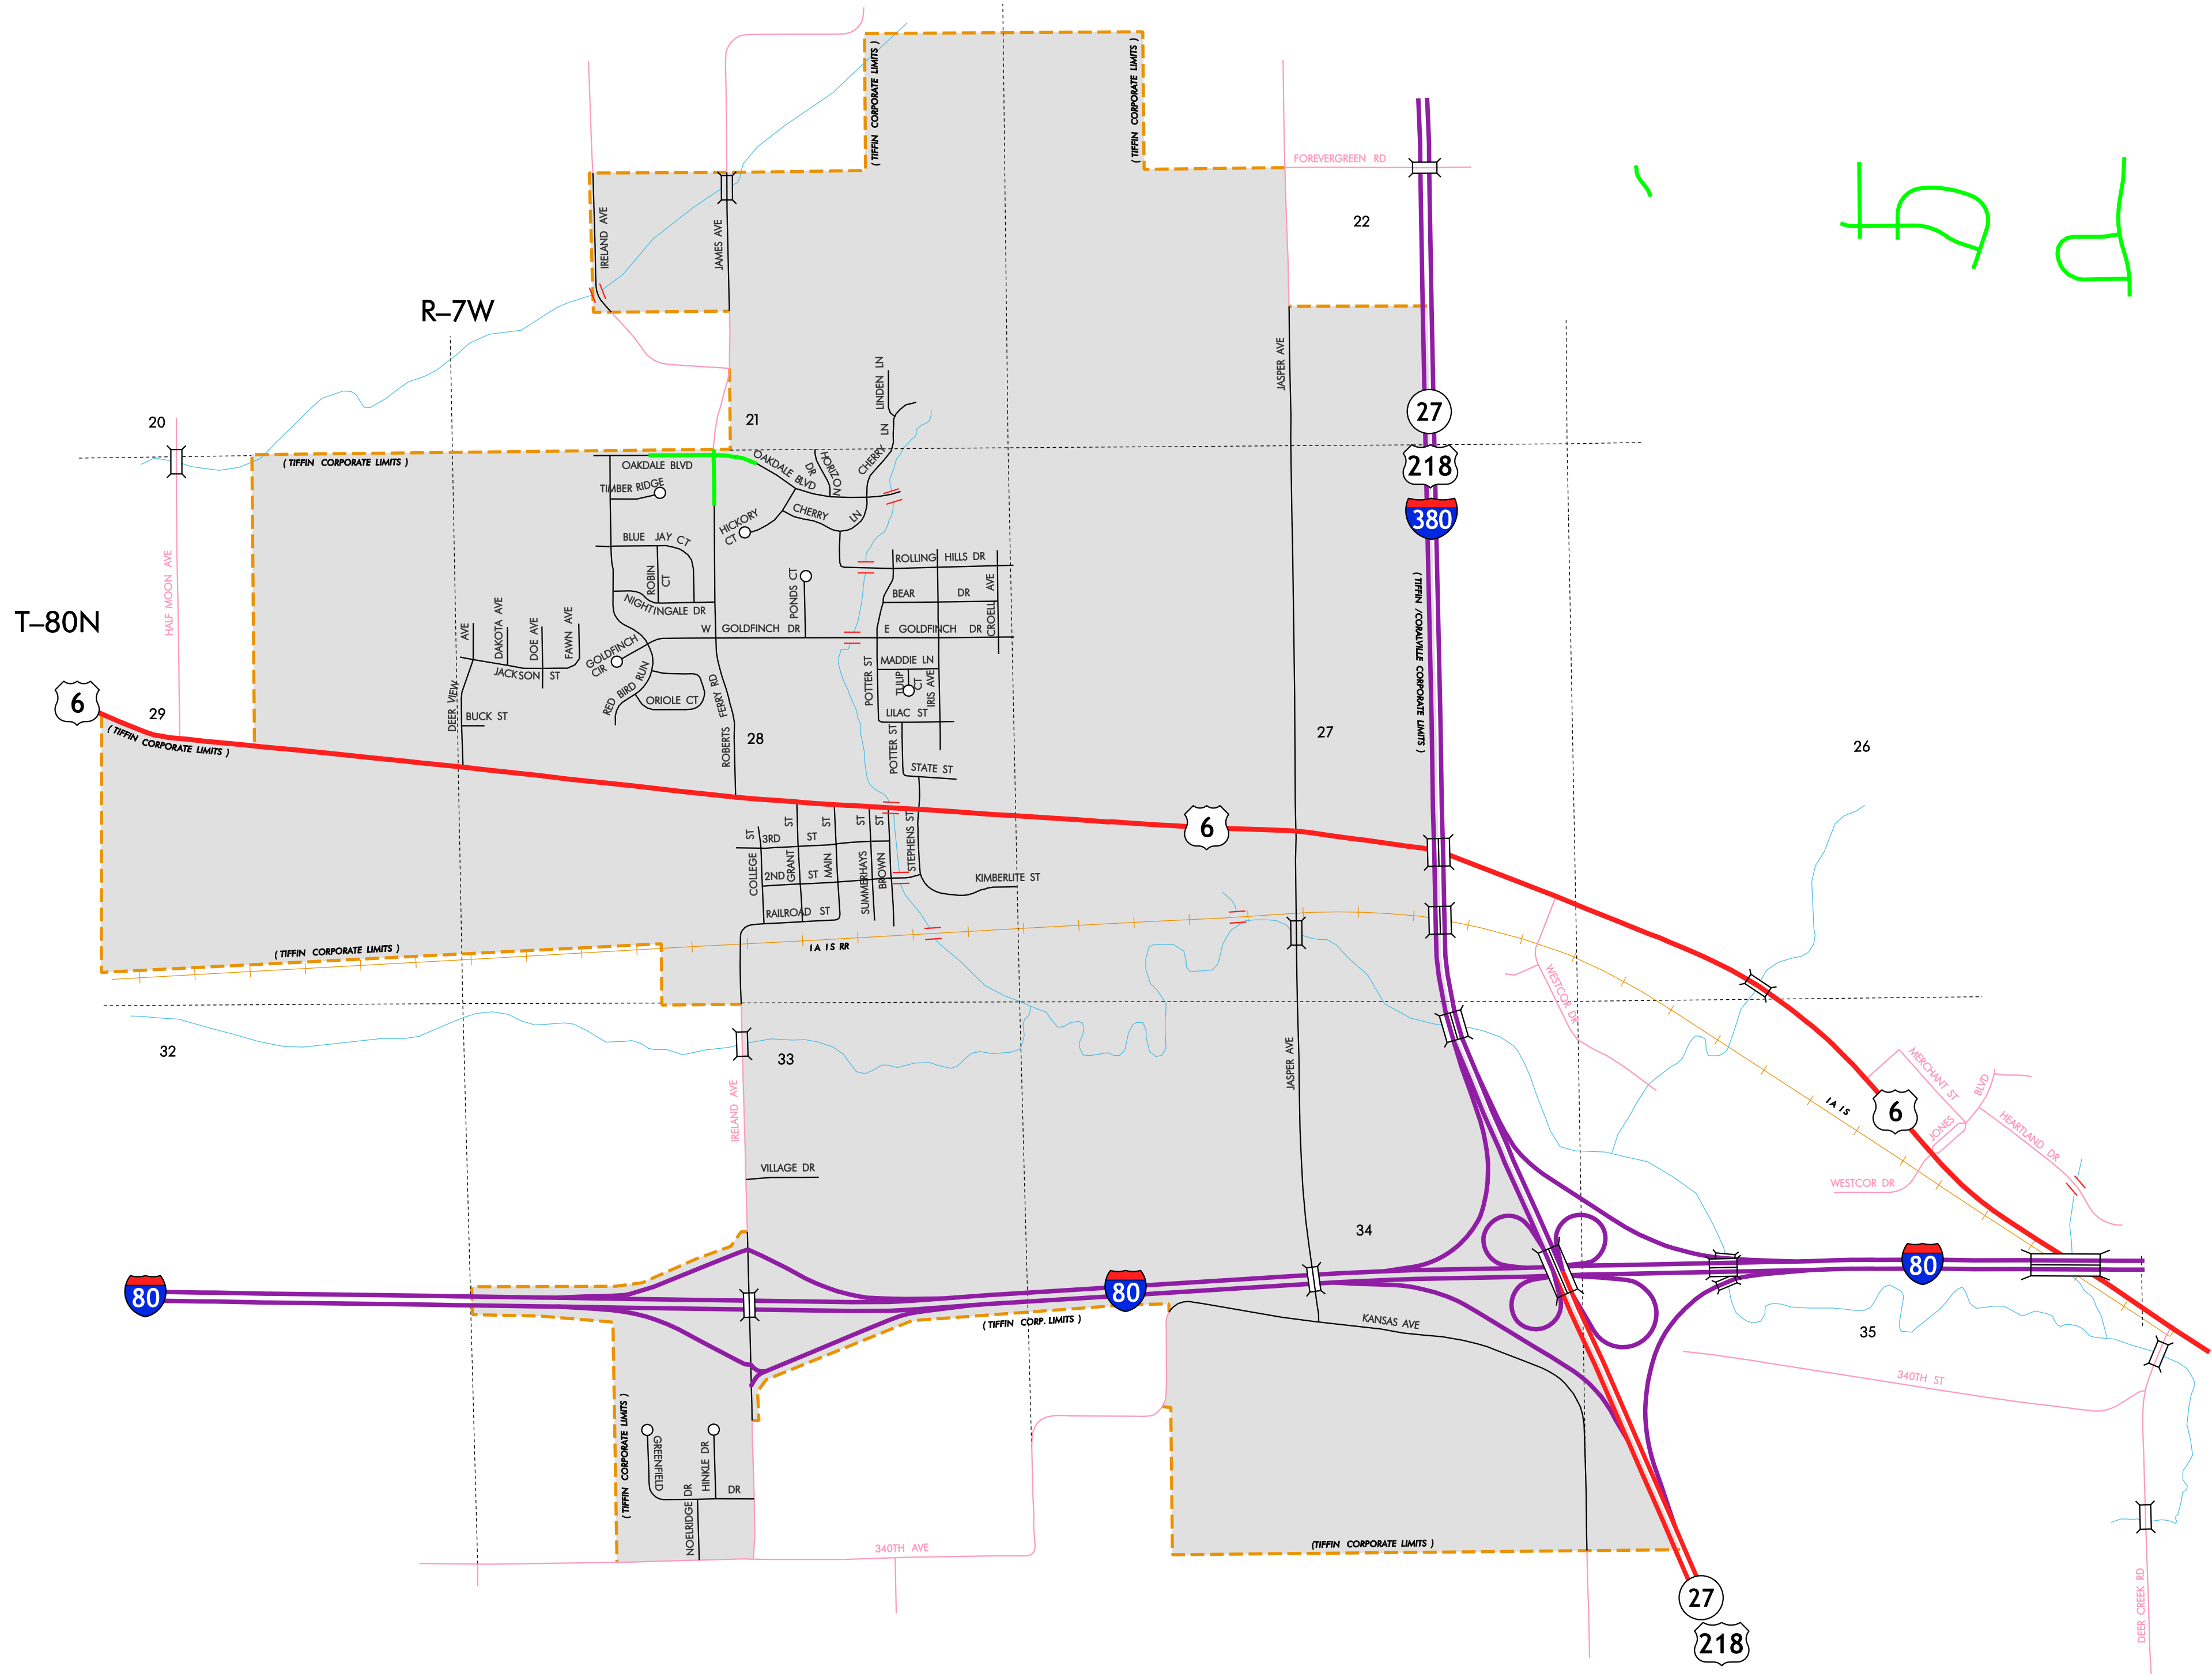 ( TIFFIN CORPORATE LIMITS )
( TIFFIN CORPORATE LIMITS )
FOREVERGREEN RD
22
IRELAND AVE
JAMES AVE
R–7W
JASPER AVE
LINDEN LN
27
20
21
218
( TIFFIN CORPORATE LIMITS )
OAKDALE BLVD
OAKDALE BLVD
HORIZON DR
CHERRY LN
TIMBER RIDGE
380
HICKORY CT
CHERRY LN
BLUE JAY CT
ROLLING HILLS DR
HALF MOON AVE
ROBIN CT
PONDS CT
BEAR DR
CROELL AVE
NIGHTINGALE DR
T–80N
W GOLDFINCH DR
E GOLDFINCH DR
DEER VIEW AVE
DAKOTA AVE
DOE AVE
FAWN AVE
GOLDFINCH CIR
JACKSON ST
MADDIE LN
TULIP CT
IRIS AVE
POTTER ST
RED BIRD RUN
ORIOLE CT
ROBERTS FERRY RD
( TIFFIN /CORALVILLE CORPORATE LIMITS )
6
29
BUCK ST
LILAC ST
( TIFFIN CORPORATE LIMITS )
28
POTTER ST
27
26
STATE ST
6
COLLEGE ST
3RD ST
GRANT ST
MAIN ST
SUMMERHAYS ST
BROWN ST
STEPHENS ST
2ND ST
KIMBERLITE ST
RAILROAD ST
( TIFFIN CORPORATE LIMITS )
IA IS RR
WESTCOR DR
32
33
JASPER AVE
IRELAND AVE
MERCHANT ST
BLVD
JONES
HEARTLAND DR
IA IS
6
VILLAGE DR
WESTCOR DR
34
80
80
80
( TIFFIN CORP. LIMITS )
KANSAS AVE
35
340TH ST
( TIFFIN CORPORATE LIMITS )
GREENFIELD DR
HINKLE DR
NOELRIDGE DR
340TH AVE
(TIFFIN CORPORATE LIMITS )
27
218
DEER CREEK RD